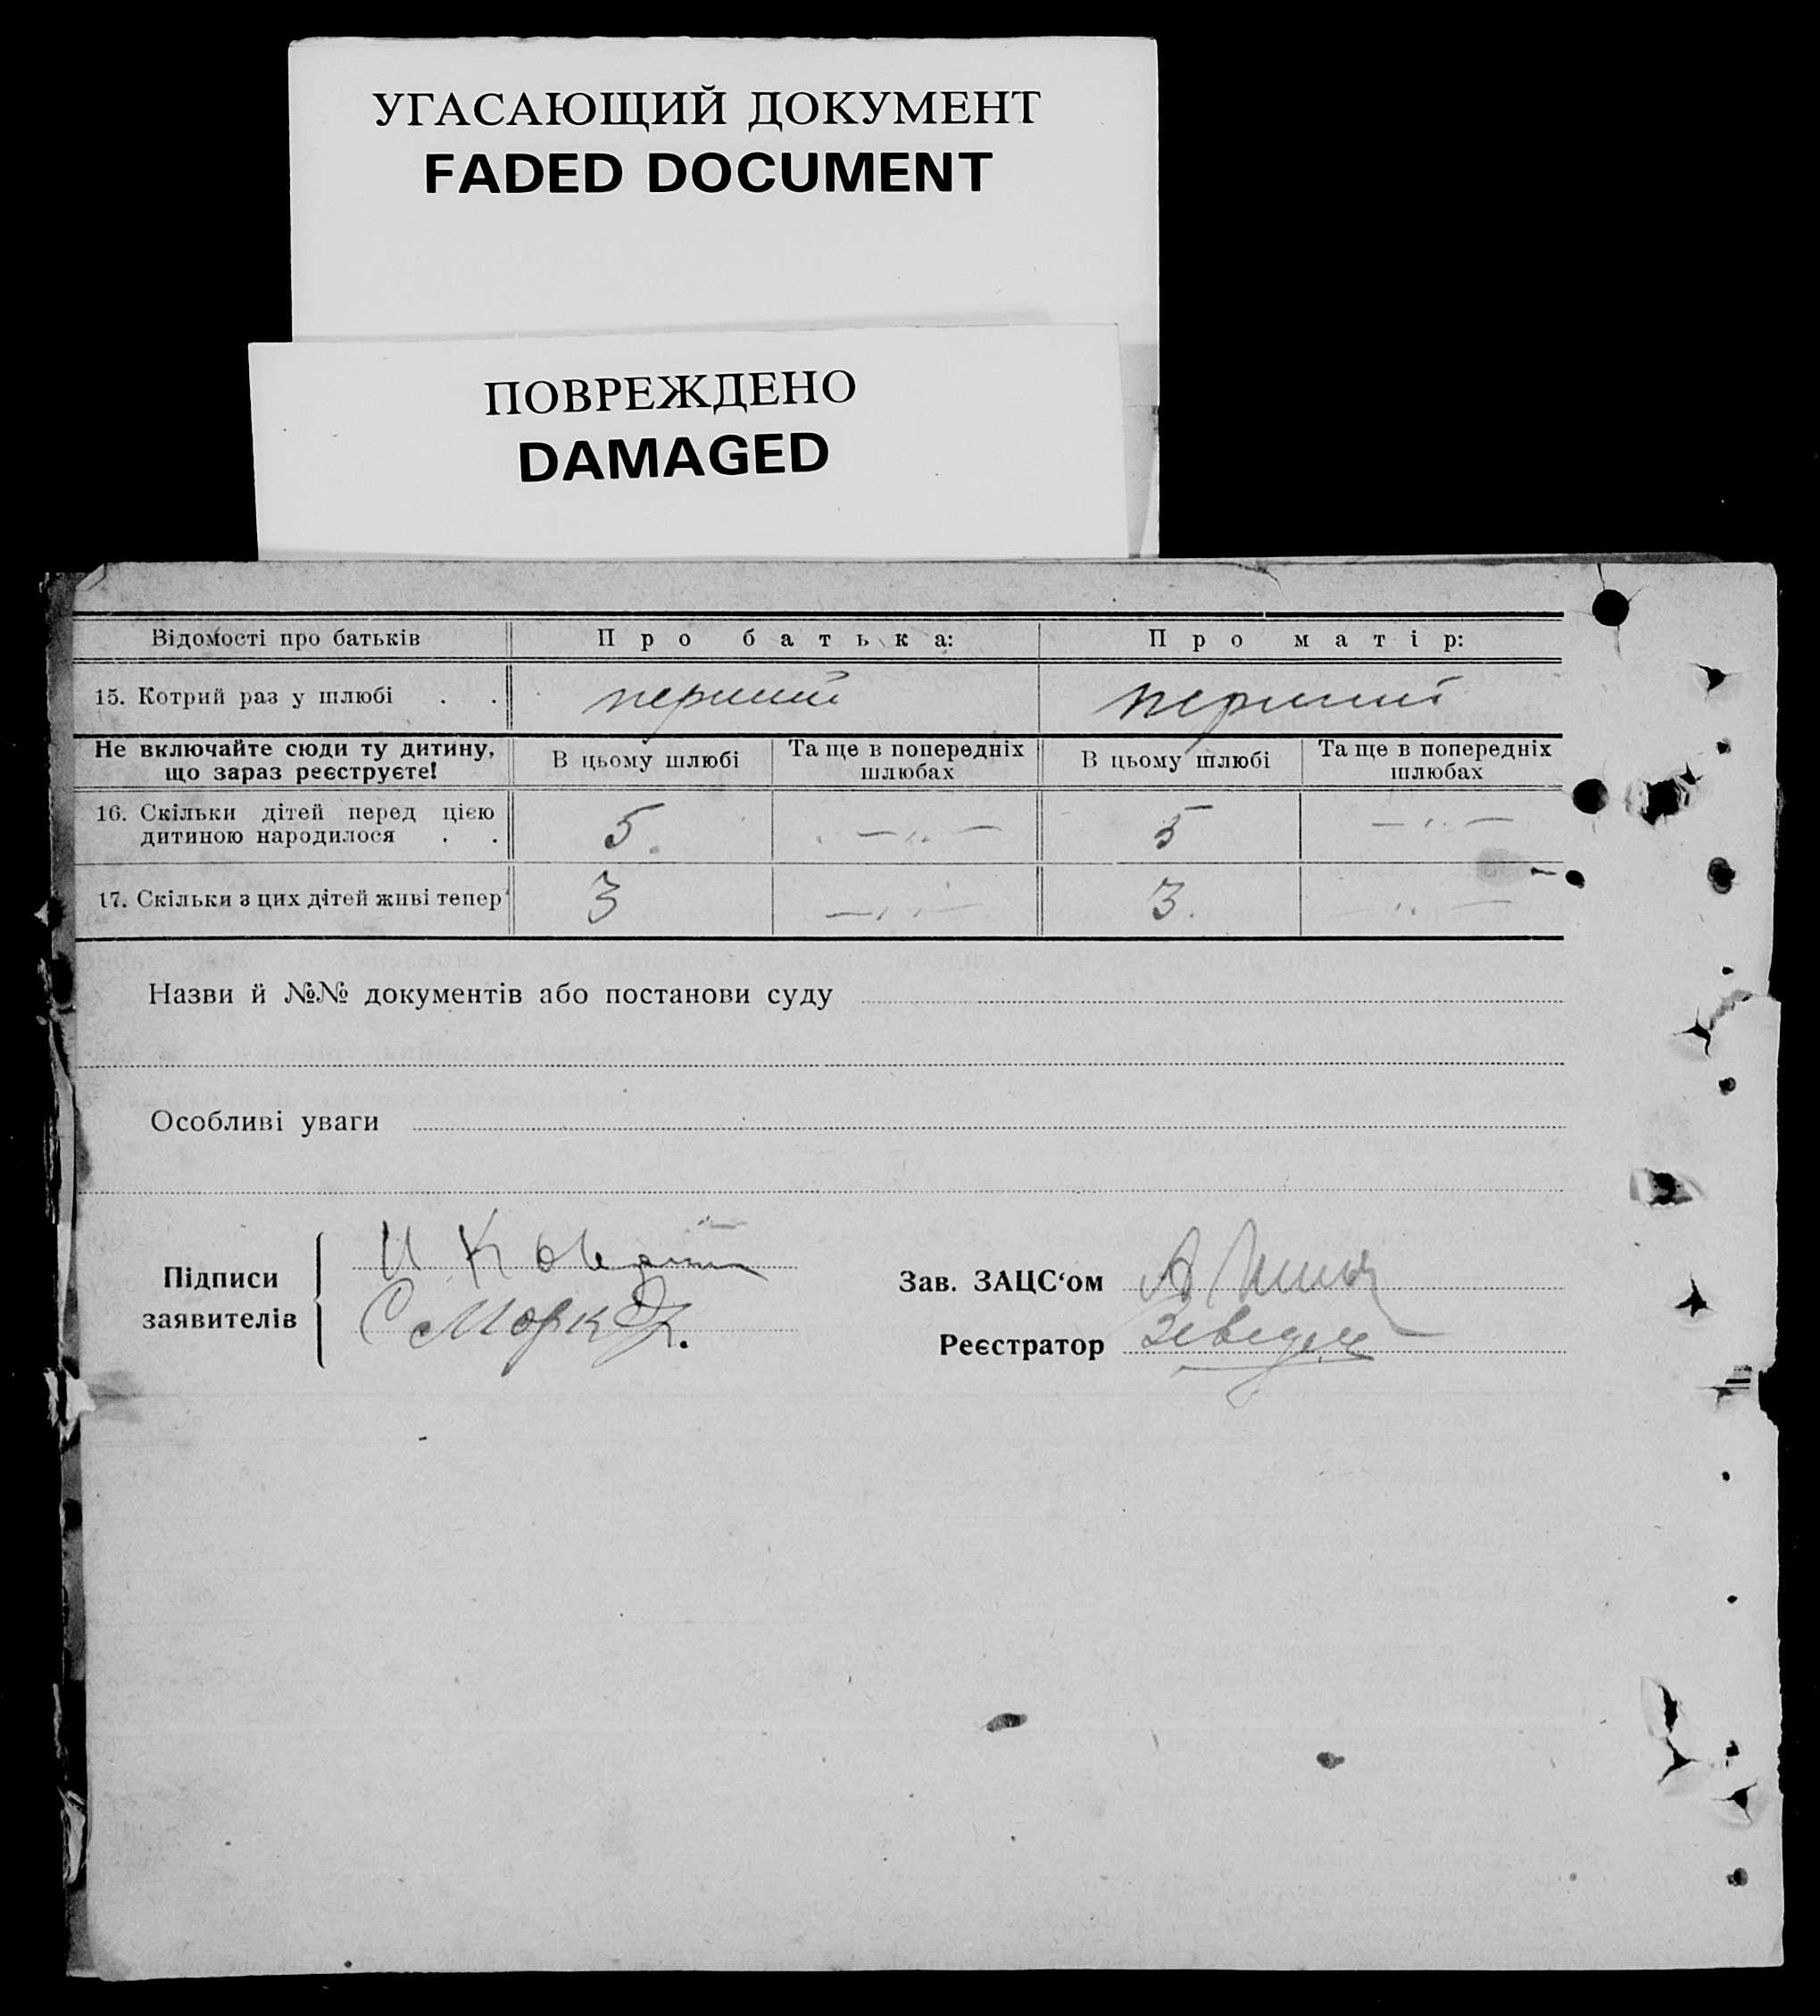 УГАСАЮЩИЙ ДОКУМЕНТ
FADED DOCUMENT
ПОВРЕЖДЕНО
DAMAGED
Відомості про батьків Про батька: Про матір:
15. Котрий раз у шлюбі . . перший перший
Не включайте сюди ту дитину, що зараз реєструєте! В цьому шлюбі Та ще в попередніх шлюбах В цьому шлюбі Та ще в попередніх шлюбах
16. Скільки дітей перед цією
дитиною народилося . . 5 — „ — 5 — „ —
17. Скільки з цих дітей живі тепер 3 — „ — 3 — „ —
Назви й №№ документів або постанови суду
Особливі уваги
Підписи
заявителів
Зав. ЗАЦС‘ом
Реєстратор